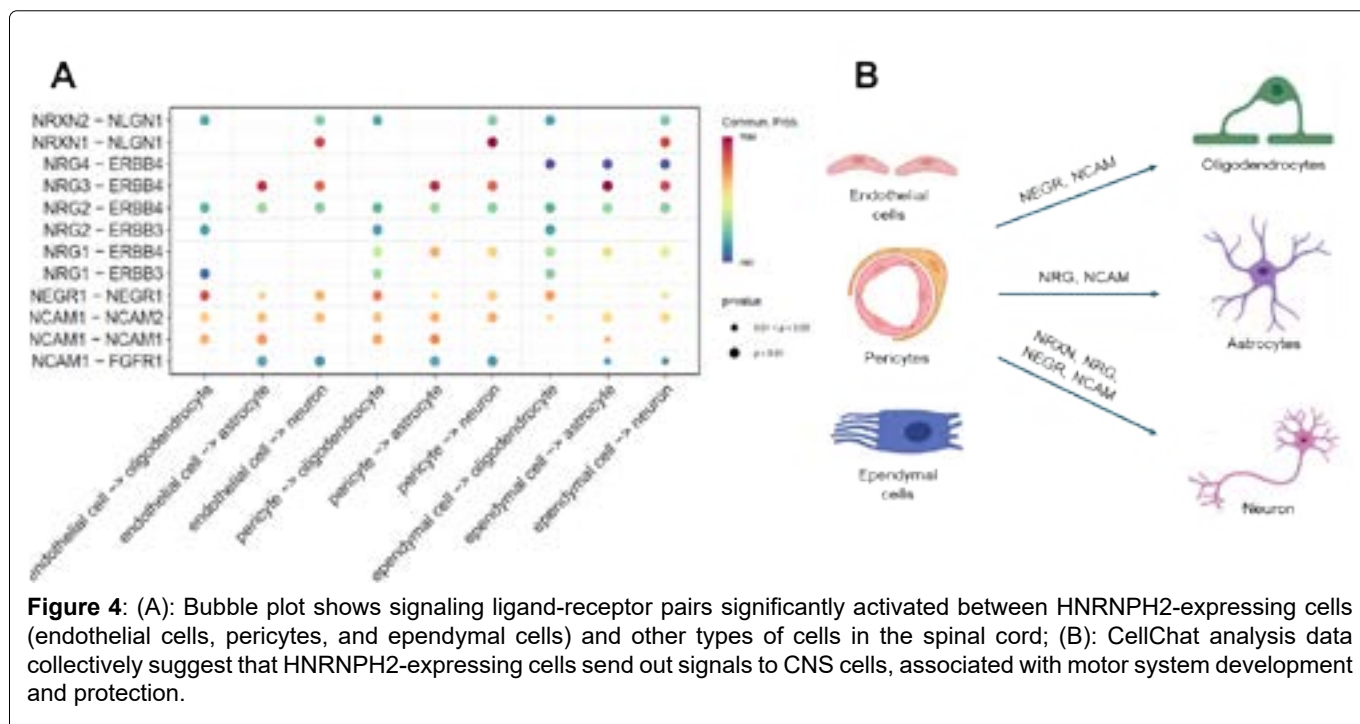 A
NRXN2 − NLGN1
NRXN1 − NLGN1
NRG4 − ERBB4
NRG3 − ERBB4
NRG2 − ERBB4
NRG2 − ERBB3
NRG1 − ERBB4
NRG1 − ERBB3
NEGR1 − NEGR1
NCAM1 − NCAM2
NCAM1 − NCAM1
NCAM1 − FGFR1
endothelial cell −> oligodendrocyte
endothelial cell −> astrocyte
endothelial cell −> neuron
pericyte −> oligodendrocyte
pericyte −> astrocyte
pericyte −> neuron
ependymal cell −> oligodendrocyte
ependymal cell −> astrocyte
ependymal cell −> neuron
Commun. Prob.
max
min
p-value
p < 0.01
B
Endothelial
cells
Pericytes
Ependymal
cells
NEGR, NCAM
NRG, NCAM
NRXN, NRG,
NEGR, NCAM
Oligodendrocytes
Astrocytes
Neuron
Figure 4: (A): Bubble plot shows signaling ligand-receptor pairs significantly activated between HNRNPH2-expressing cells
(endothelial cells, pericytes, and ependymal cells) and other types of cells in the spinal cord; (B): CellChat analysis data
collectively suggest that HNRNPH2-expressing cells send out signals to CNS cells, associated with motor system development
and protection.